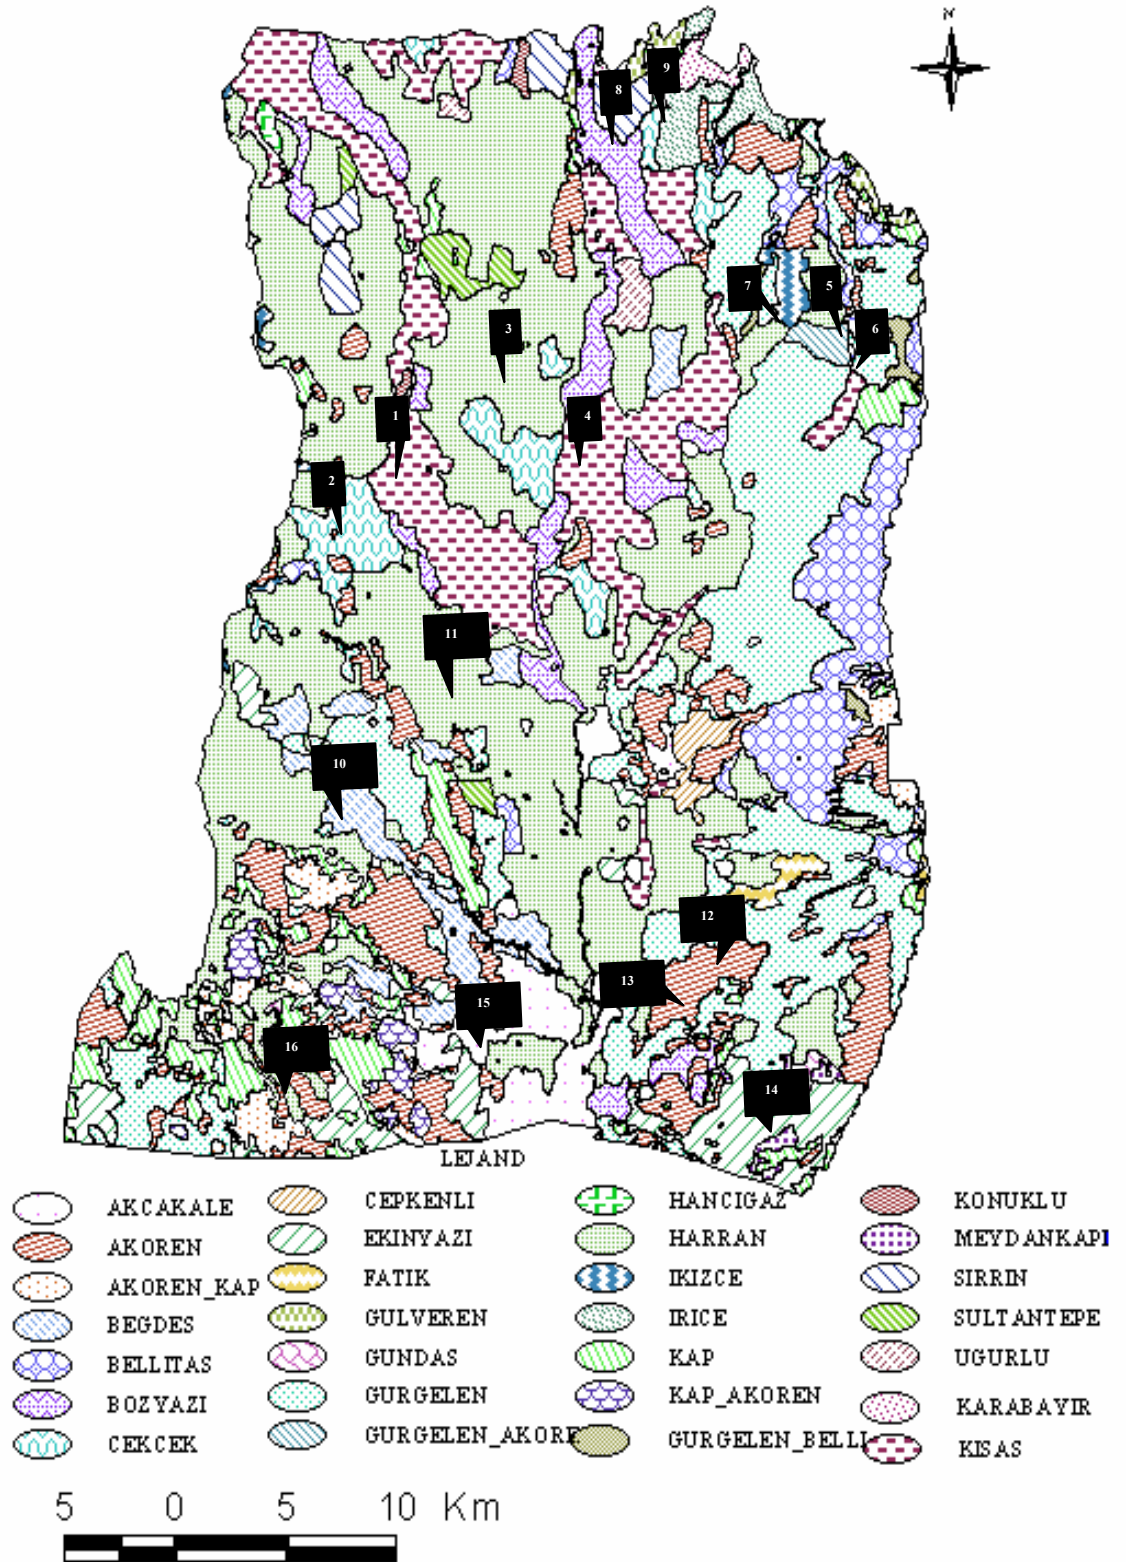 N
9
8
7
5
3
6
1
4
2
11
10
12
13
15
16
14
LEJAND
AKCAKALE
CEPKENLI
HANCIGAZ
KONUKLU
AKOREN
EKINYAZI
HARRAN
MEYDANKAPI
AKOREN_KAP
FATIK
IKIZCE
SIRRIN
BEGDES
GULVEREN
IRICE
SULTANTEPE
BELLITAS
GUNDAS
KAP
UGURLU
BOZYAZI
GURGELEN
KAP_AKOREN
KARABAYIR
CEKCEK
GURGELEN_AKORE
GURGELEN_BELLI
KISAS
5 0 5 10 Km